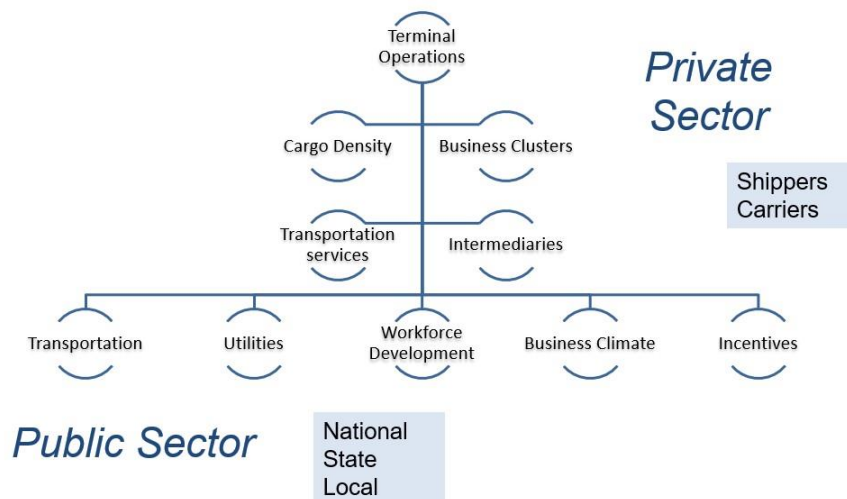 Terminal
Operations
Private
Sector
Cargo Density
Business Clusters
Shippers
Carriers
Transportation
services
Intermediaries
Transportation
Utilities
Workforce
Development
Business Climate
Incentives
Public Sector
National
State
Local